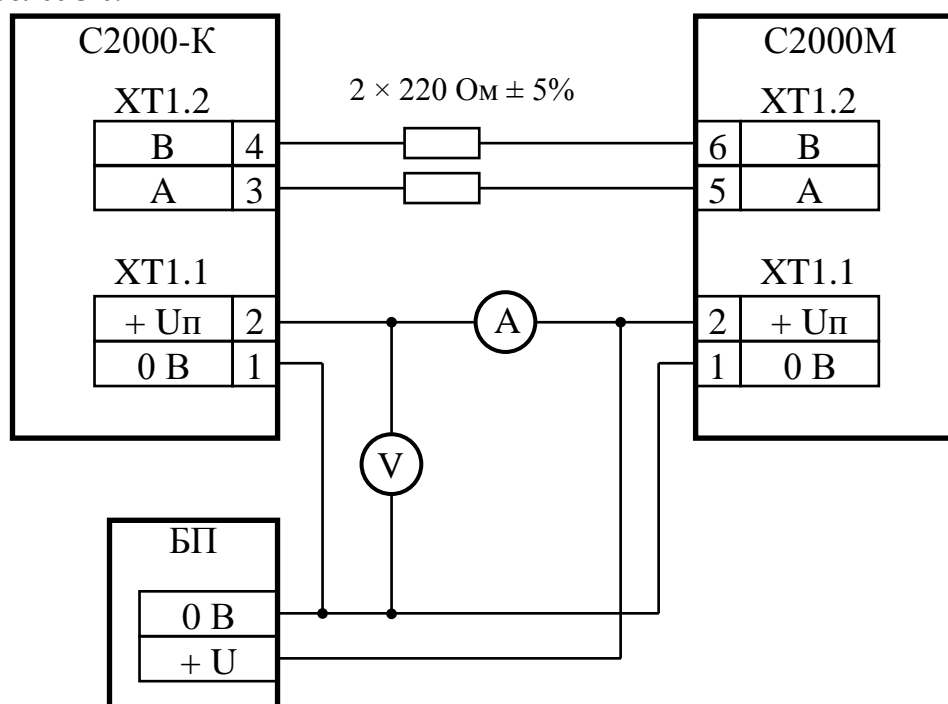 С2000-К
С2000М
2 × 220 Ом ± 5%
XT1.2
XT1.2
В 4
6 В
А 3
5 А
XT1.1
XT1.1
+ Uп 2
A
2 + Uп
0 В 1
1 0 В
V
БП
0 В
+ U